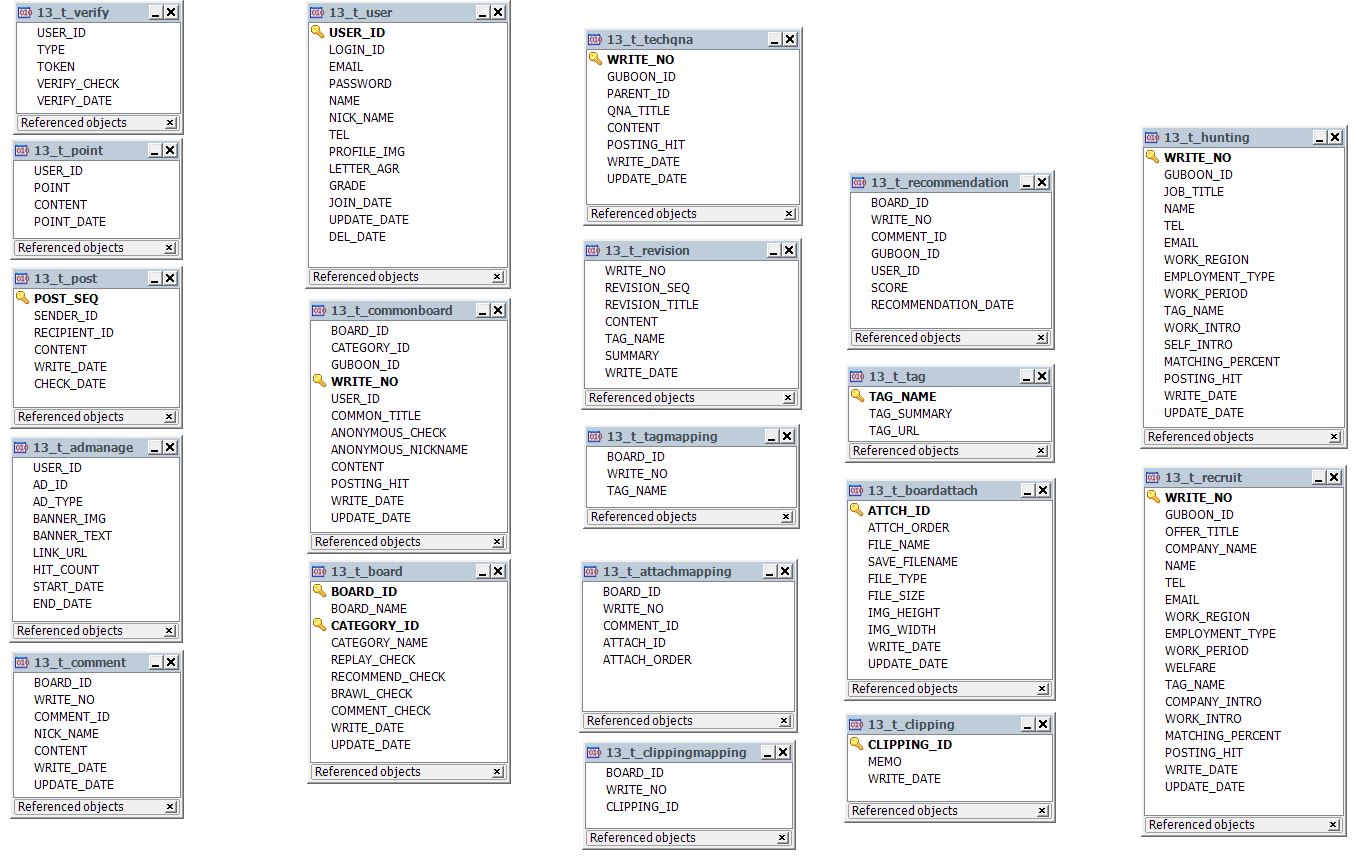 13_t_verify
USER_ID
TYPE
TOKEN
VERIFY_CHECK
VERIFY_DATE
Referenced objects
13_t_point
USER_ID
POINT
CONTENT
POINT_DATE
Referenced objects
13_t_post
POST_SEQ
SENDER_ID
RECIPIENT_ID
CONTENT
WRITE_DATE
CHECK_DATE
Referenced objects
13_t_admanage
USER_ID
AD_ID
AD_TYPE
BANNER_IMG
BANNER_TEXT
LINK_URL
HIT_COUNT
START_DATE
END_DATE
Referenced objects
13_t_comment
BOARD_ID
WRITE_NO
COMMENT_ID
NICK_NAME
CONTENT
WRITE_DATE
UPDATE_DATE
Referenced objects
13_t_user
USER_ID
LOGIN_ID
EMAIL
PASSWORD
NAME
NICK_NAME
TEL
PROFILE_IMG
LETTER_AGR
GRADE
JOIN_DATE
UPDATE_DATE
DEL_DATE
Referenced objects
13_t_commonboard
BOARD_ID
CATEGORY_ID
GUBOON_ID
WRITE_NO
USER_ID
COMMON_TITLE
ANONYMOUS_CHECK
ANONYMOUS_NICKNAME
CONTENT
POSTING_HIT
WRITE_DATE
UPDATE_DATE
Referenced objects
13_t_board
BOARD_ID
BOARD_NAME
CATEGORY_ID
CATEGORY_NAME
REPLAY_CHECK
RECOMMEND_CHECK
BRAWL_CHECK
COMMENT_CHECK
WRITE_DATE
UPDATE_DATE
Referenced objects
13_t_techqna
WRITE_NO
GUBOON_ID
PARENT_ID
QNA_TITLE
CONTENT
POSTING_HIT
WRITE_DATE
UPDATE_DATE
Referenced objects
13_t_revision
WRITE_NO
REVISION_SEQ
REVISION_TITLE
CONTENT
TAG_NAME
SUMMARY
WRITE_DATE
Referenced objects
13_t_tagmapping
BOARD_ID
WRITE_NO
TAG_NAME
Referenced objects
13_t_attachmapping
BOARD_ID
WRITE_NO
COMMENT_ID
ATTACH_ID
ATTACH_ORDER
Referenced objects
13_t_clippingmapping
BOARD_ID
WRITE_NO
CLIPPING_ID
Referenced objects
13_t_recommendation
BOARD_ID
WRITE_NO
COMMENT_ID
GUBOON_ID
USER_ID
SCORE
RECOMMENDATION_DATE
Referenced objects
13_t_tag
TAG_NAME
TAG_SUMMARY
TAG_URL
Referenced objects
13_t_boardattach
ATTCH_ID
ATTCH_ORDER
FILE_NAME
SAVE_FILENAME
FILE_TYPE
FILE_SIZE
IMG_HEIGHT
IMG_WIDTH
WRITE_DATE
UPDATE_DATE
Referenced objects
13_t_clipping
CLIPPING_ID
MEMO
WRITE_DATE
Referenced objects
13_t_hunting
WRITE_NO
GUBOON_ID
JOB_TITLE
NAME
TEL
EMAIL
WORK_REGION
EMPLOYMENT_TYPE
WORK_PERIOD
TAG_NAME
WORK_INTRO
SELF_INTRO
MATCHING_PERCENT
POSTING_HIT
WRITE_DATE
UPDATE_DATE
Referenced objects
13_t_recruit
WRITE_NO
GUBOON_ID
OFFER_TITLE
COMPANY_NAME
NAME
TEL
EMAIL
WORK_REGION
EMPLOYMENT_TYPE
WORK_PERIOD
WELFARE
TAG_NAME
COMPANY_INTRO
WORK_INTRO
MATCHING_PERCENT
POSTING_HIT
WRITE_DATE
UPDATE_DATE
Referenced objects